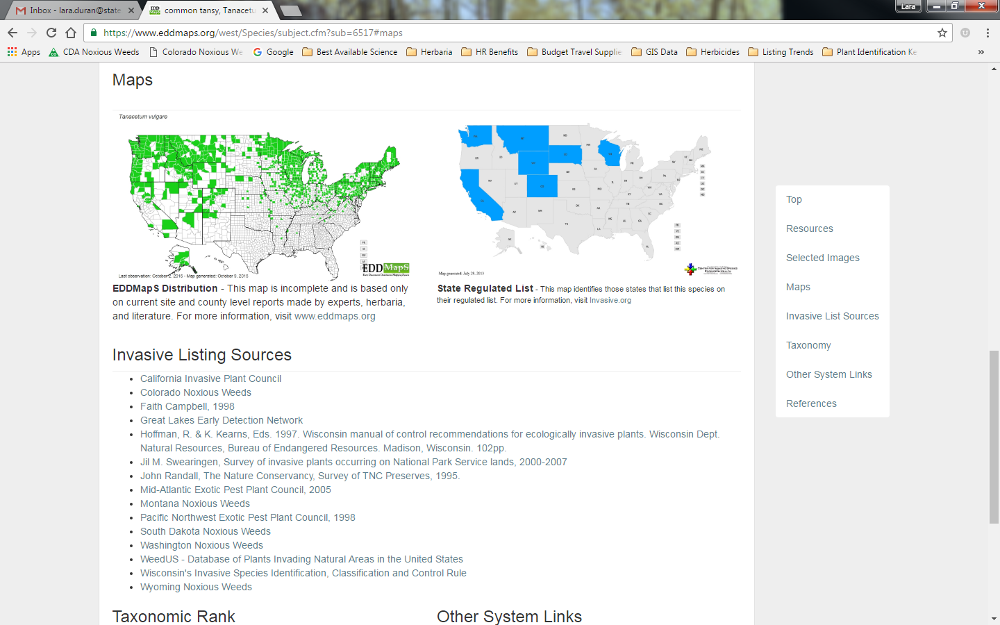 Inbox - lara.duran@state
common tansy, Tanacetu
Lara
https://www.eddmaps.org/west/Species/subject.cfm?sub=6517#maps
Apps
CDA Noxious Weeds
Colorado Noxious We
Google
Best Available Science
Herbaria
HR Benefits
Budget Travel Supplie
GIS Data
Herbicides
Listing Trends
Plant Identification Ke
Maps
Tanacetum vulgare
Last observation: October 2, 2015 - Map generated: October 9, 2015
EDDMapS
Map generated: July 29, 2013
EDDMapS Distribution - This map is incomplete and is based only
on current site and county level reports made by experts, herbaria,
and literature. For more information, visit www.eddmaps.org
State Regulated List - This map identifies those states that list this species on
their regulated list. For more information, visit Invasive.org
Invasive Listing Sources
California Invasive Plant Council
Colorado Noxious Weeds
Faith Campbell, 1998
Great Lakes Early Detection Network
Hoffman, R. & K. Kearns, Eds. 1997. Wisconsin manual of control recommendations for ecologically invasive plants. Wisconsin Dept.
Natural Resources, Bureau of Endangered Resources. Madison, Wisconsin. 102pp.
Jil M. Swearingen, Survey of invasive plants occurring on National Park Service lands, 2000-2007
John Randall, The Nature Conservancy, Survey of TNC Preserves, 1995.
Mid-Atlantic Exotic Pest Plant Council, 2005
Montana Noxious Weeds
Pacific Northwest Exotic Pest Plant Council, 1998
South Dakota Noxious Weeds
Washington Noxious Weeds
WeedUS - Database of Plants Invading Natural Areas in the United States
Wisconsin's Invasive Species Identification, Classification and Control Rule
Wyoming Noxious Weeds
Taxonomic Rank
Other System Links
Top
Resources
Selected Images
Maps
Invasive List Sources
Taxonomy
Other System Links
References